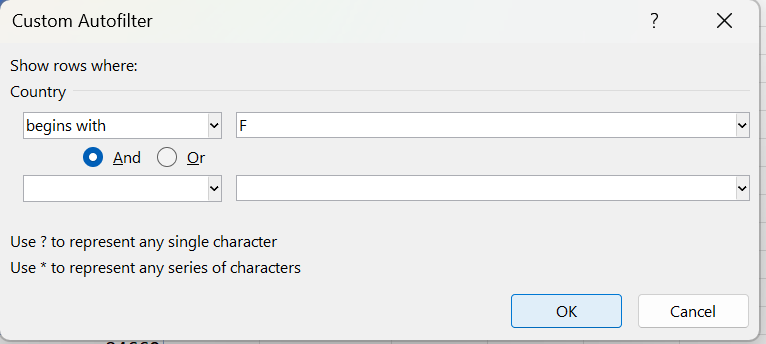 Custom Autofilter ?
Show rows where:
Country
begins with F
And Or
Use ? to represent any single character
Use * to represent any series of characters
OK Cancel